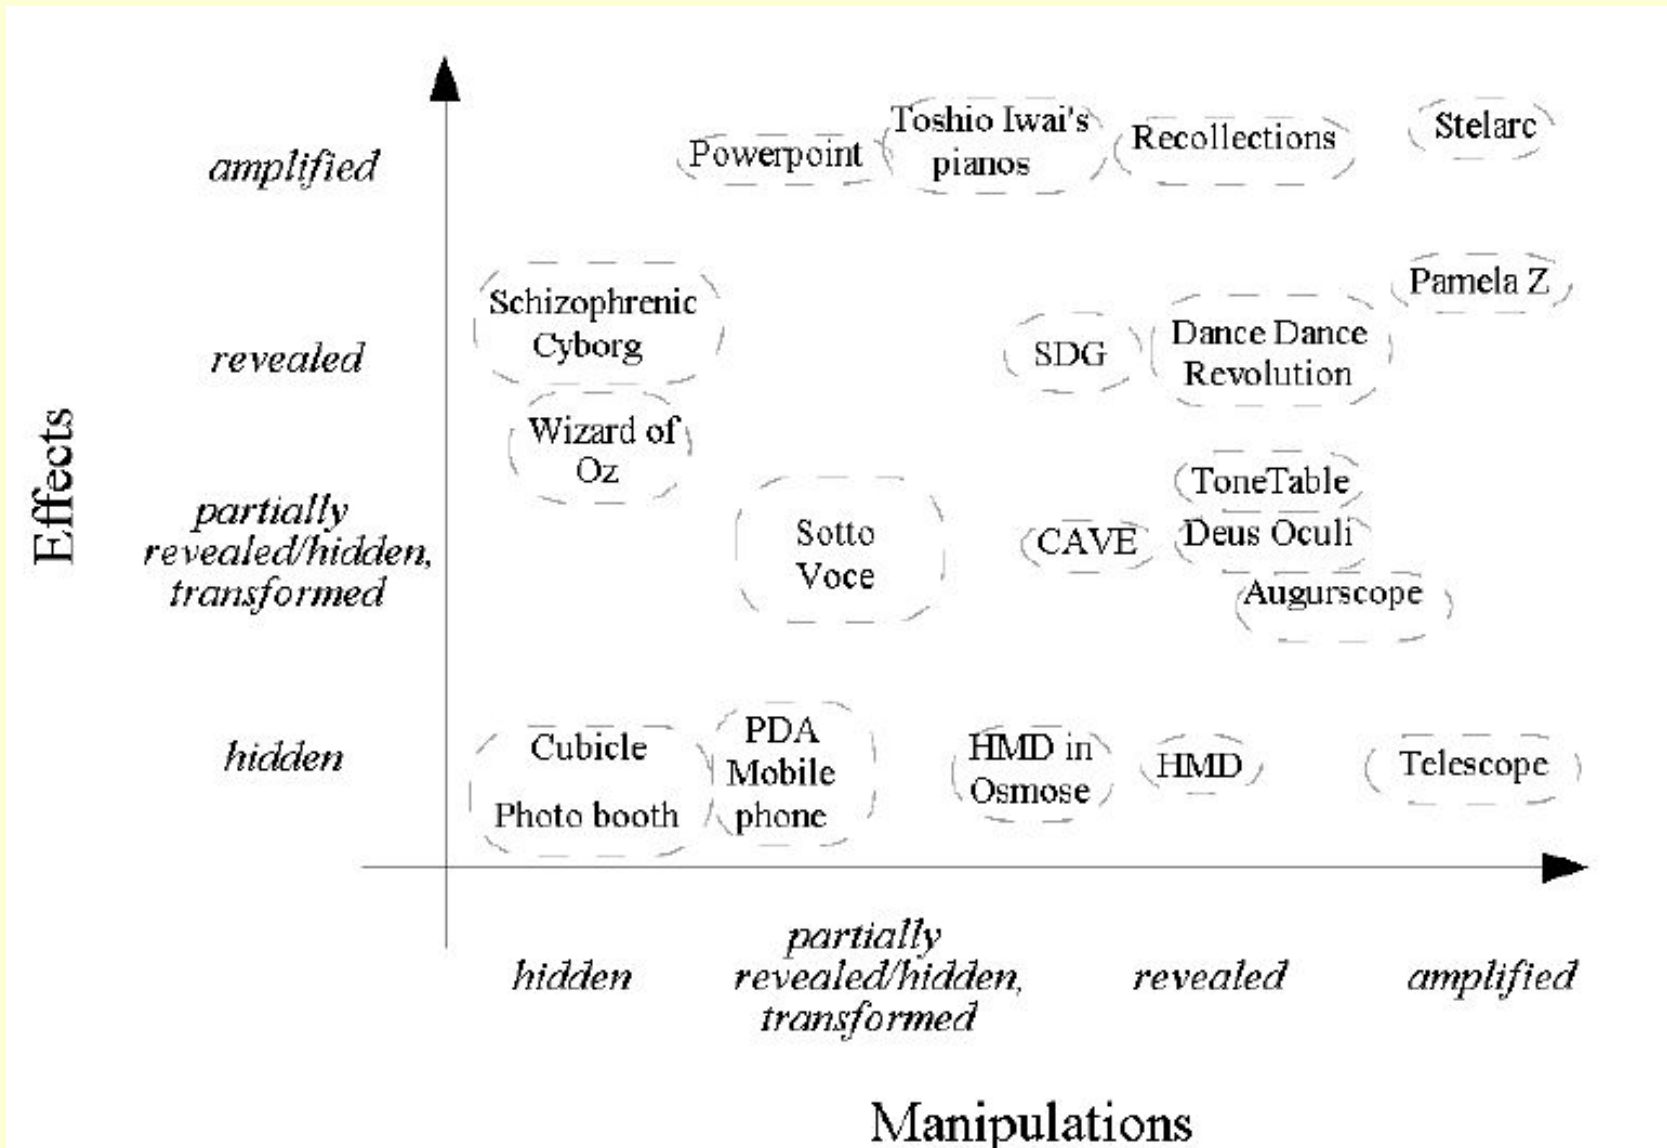 Effects
amplified
revealed
partially
revealed/hidden,
transformed
hidden
Powerpoint
Toshio Iwai's
pianos
Recollections
Stelarc
Schizophrenic
Cyborg
Wizard of
Oz
SDG
Dance Dance
Revolution
Pamela Z
Sotto
Voce
CAVE
ToneTable
Deus Oculi
Augurscope
Cubicle
Photo booth
PDA
Mobile
phone
HMD in
Osmose
HMD
Telescope
hidden
partially
revealed/hidden,
transformed
revealed
amplified
Manipulations